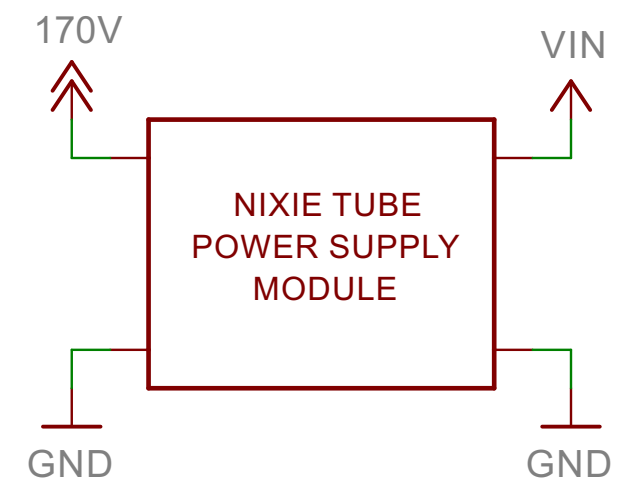 170V
VIN
NIXIE TUBE
POWER SUPPLY
MODULE
GND
GND